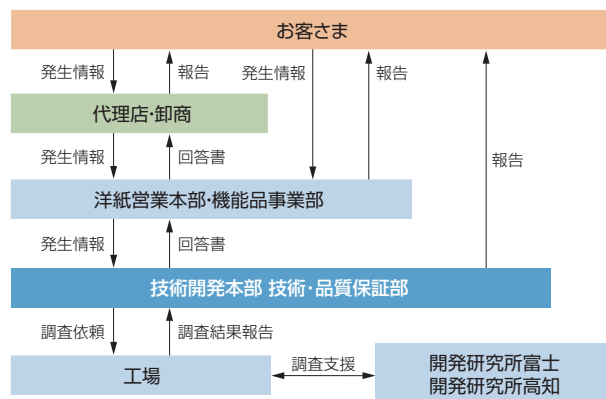 お客さま
発生情報
報告
発生情報
報告
代理店・卸商
発生情報
回答書
報告
洋紙営業本部・機能品事業部
発生情報
回答書
技術開発本部 技術・品質保証部
調査依頼
調査結果報告
工場
調査支援
開発研究所富士
開発研究所高知